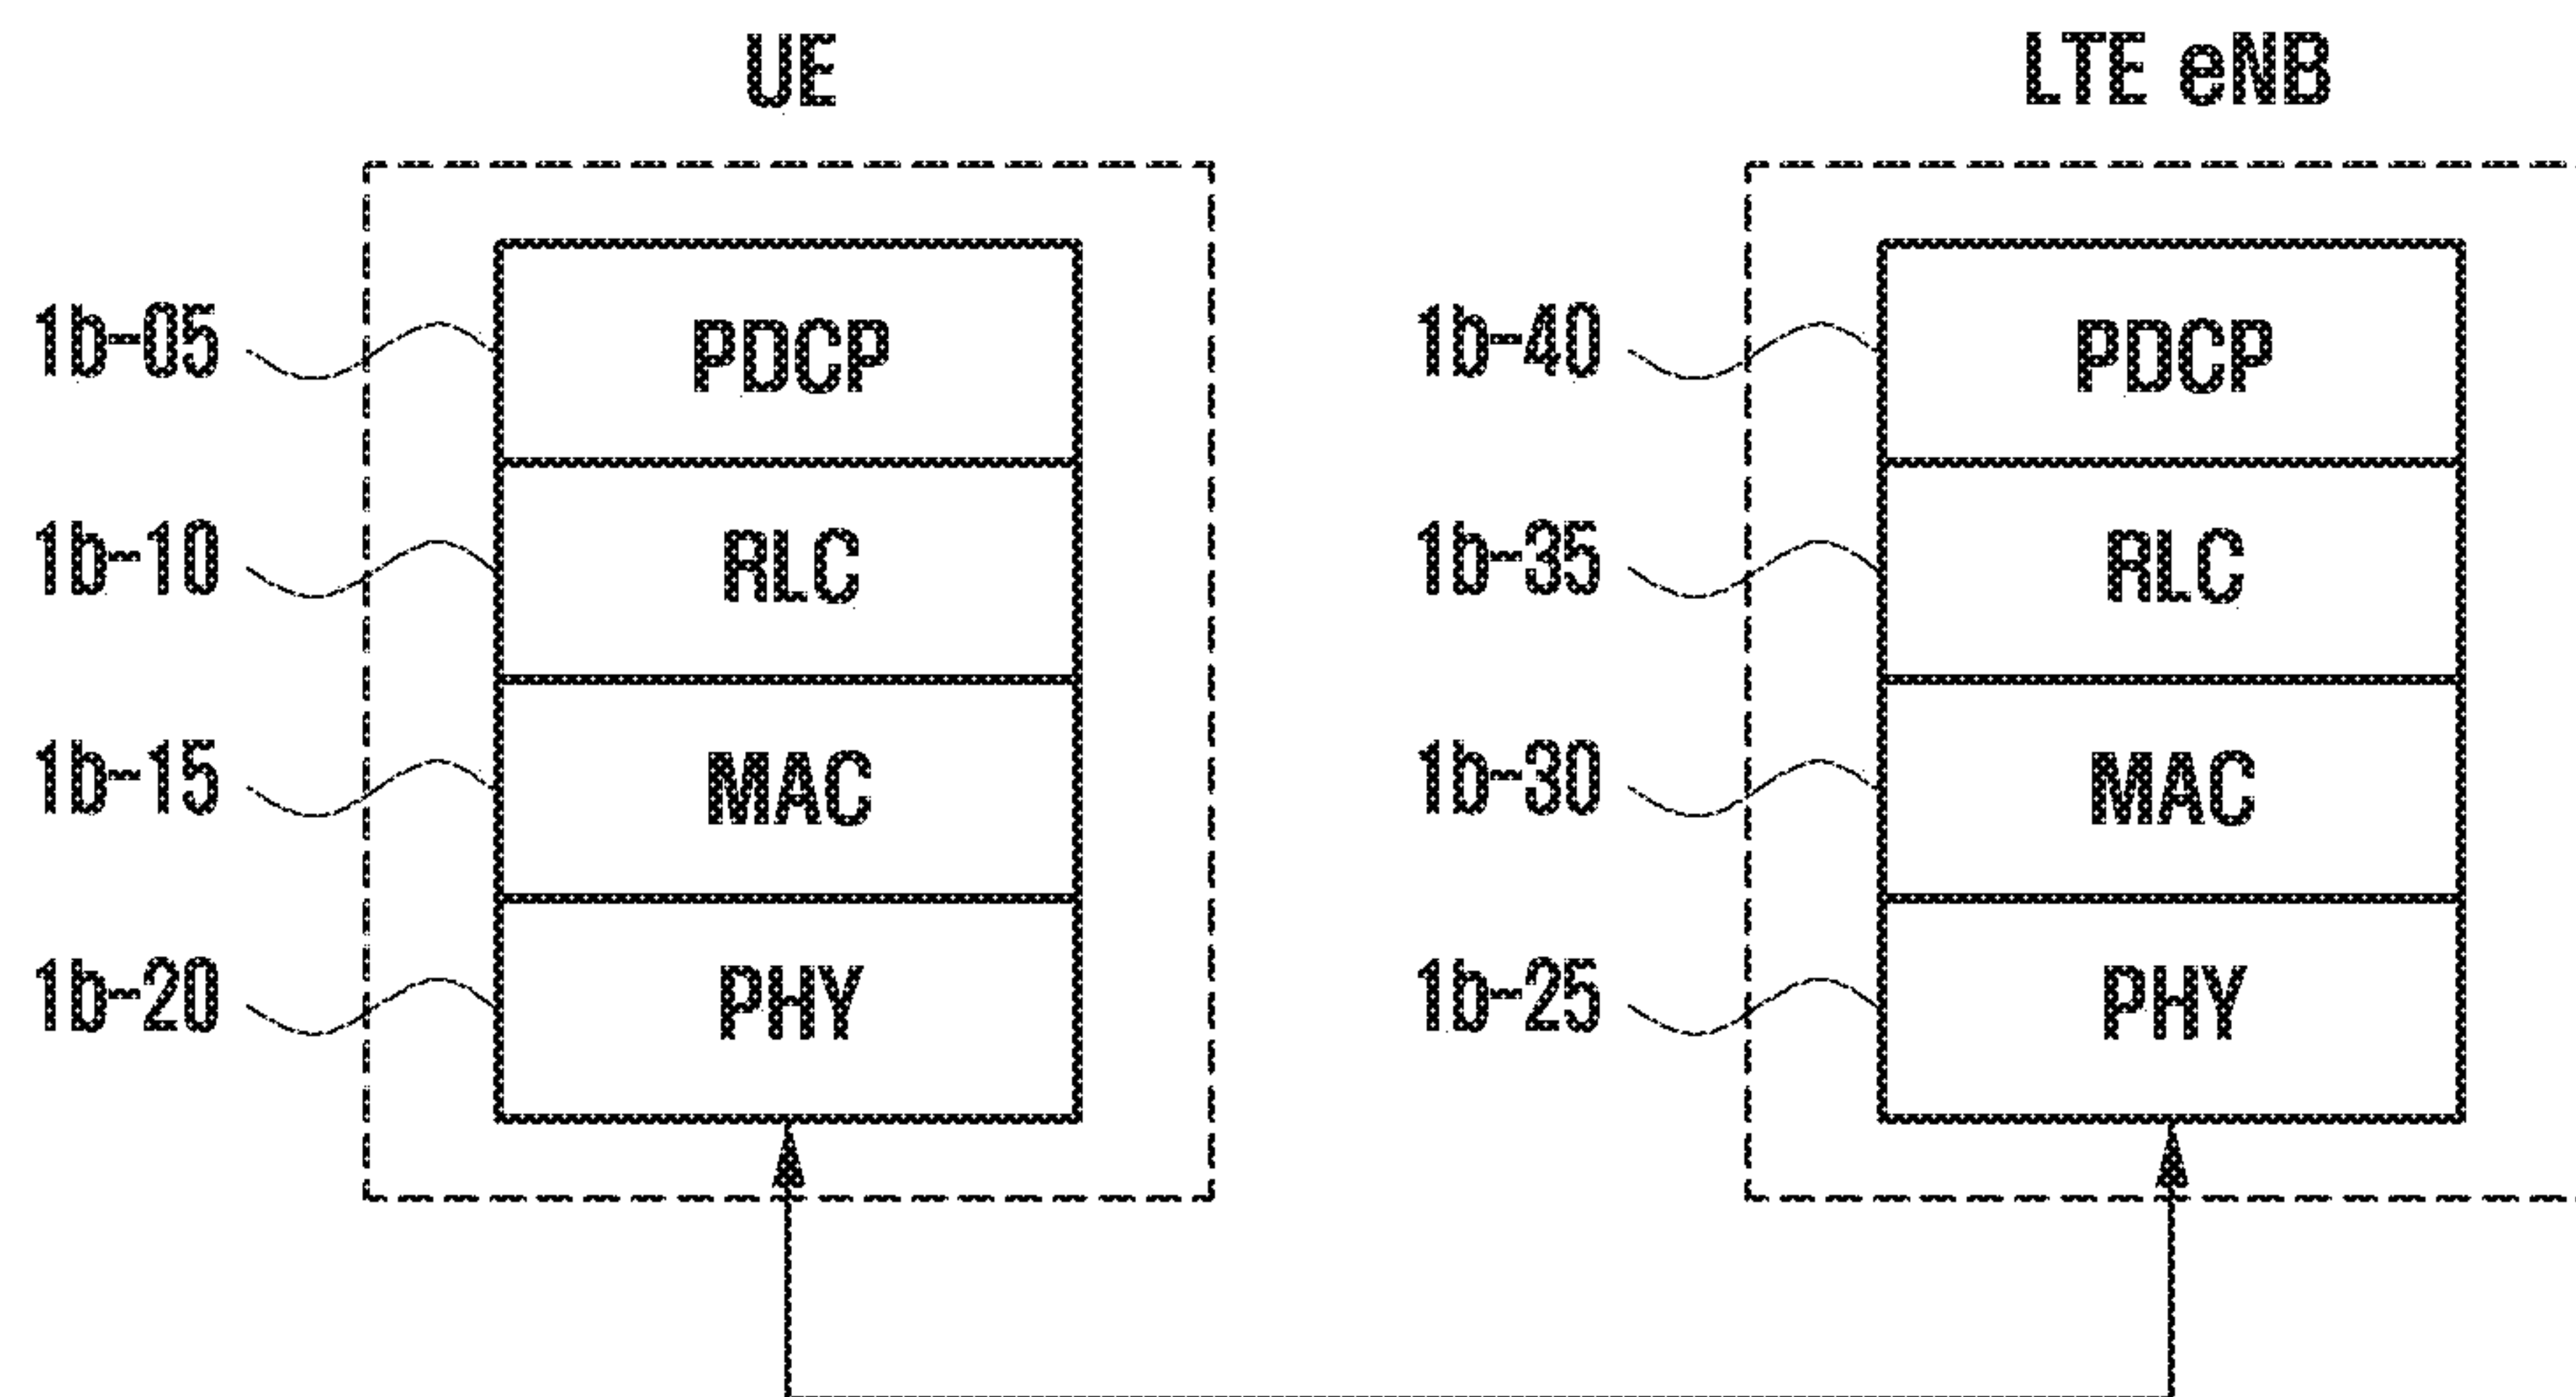 UE
LTE eNB
1b-05
PDCP
1b-40
PDCP
1b-10
RLC
1b-35
RLC
1b-15
MAC
1b-30
MAC
1b-20
PHY
1b-25
PHY